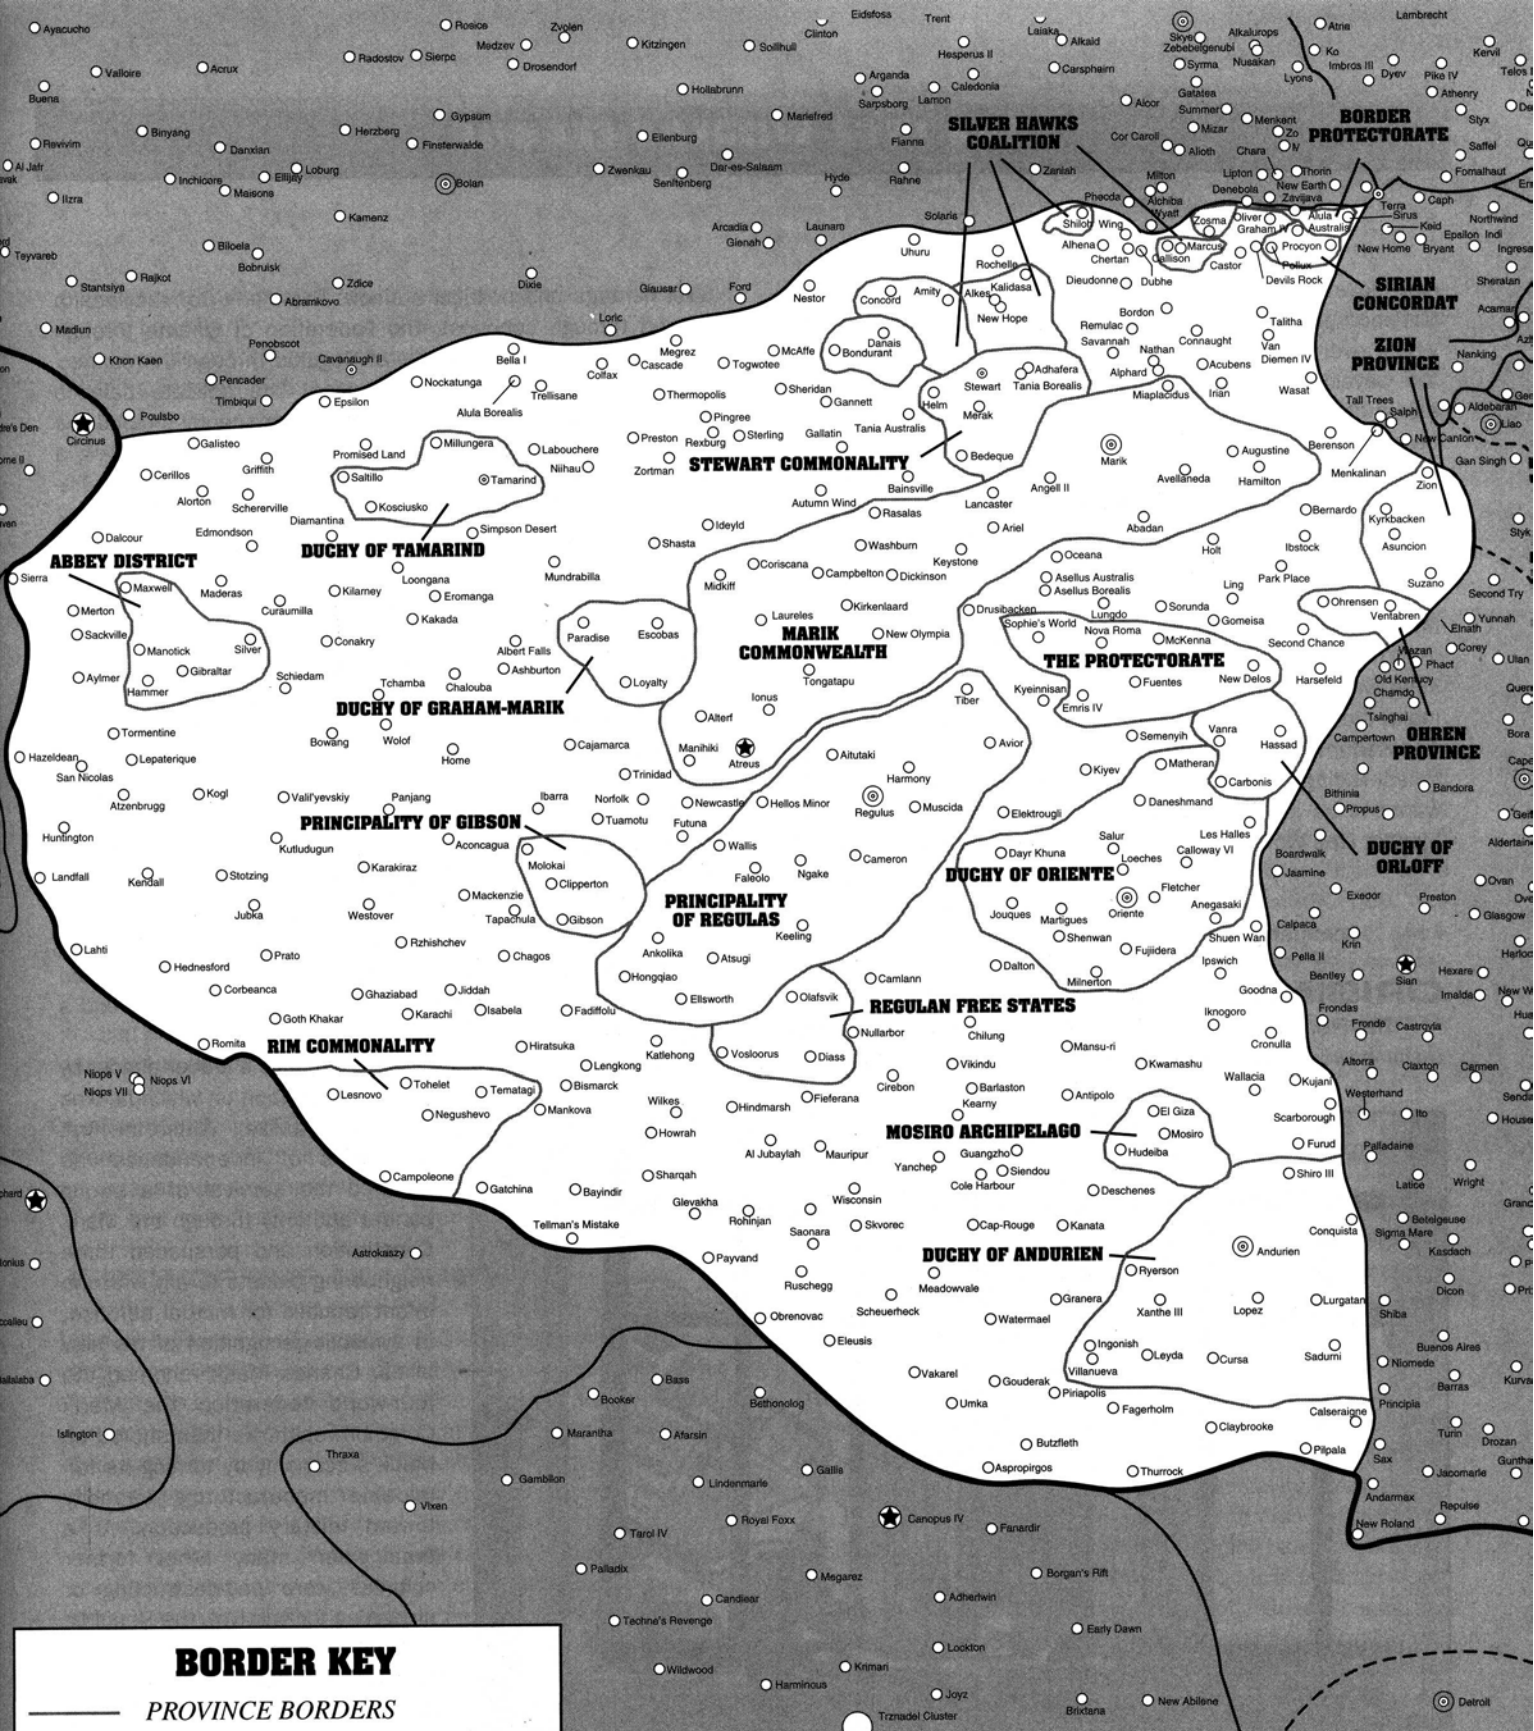 Ayacucho
Rosice
Zvolen
Clinton
Eidsfoss
Trent
Laiaka
Skye
Alkalurops
Atria
Lambrecht
Medzev
Kitzingen
Soilihull
Hesperus II
Alkaid
Zebebelgenubi
Nusakan
Ko
Kervil
Radostov
Sierpc
Drosendorf
Valloire
Acrux
Arganda
Caledonia
Carsphairn
Syrma
Lyons
Imbros III
Dyev
Pike IV
Buena
Hollabrunn
Sarpsborg
Lamon
Alcor
Gatatea
Summer
Menkent
Athenry
Styx
Gypsum
Mariefred
SILVER HAWKS
COALITION
BORDER
PROTECTORATE
Binyang
Herzberg
Ellenburg
Fianna
Cor Caroll
Mizar
Zo
Saffel
Revivim
Danxian
Finsterwalde
Alioth
Chara
Al Jafr
Loburg
Zwenkau
Dar-es-Salaam
Senftenberg
Hyde
Rahne
Zaniah
Milton
Lipton
Thorin
Fomalhaut
Inchicore
Ellijay
Maisons
Bolan
Pheoda
Alchiba
Wyatt
Denebola
New Earth
Zavijava
Terra
Caph
Ilzra
Kamenz
Arcadia
Gienah
Launaro
Solaris
Shiloh
Wing
Zosma
Oliver
Graham IV
Alula
Australis
Sirus
Keid
Northwind
Teyvareb
Biloela
Bobruisk
Uhuru
Rochelle
Alhena
Chertan
Callison
Marcus
Castor
Procyon
Pollux
New Home
Bryant
Epsilon Indi
Stantsiya
Rajkot
Abramkovo
Zdice
Dixie
Giausar
Ford
Nestor
Concord
Amity
Alkes
Kalidasa
Dieudonne
Dubhe
Devils Rock
SIRIAN
CONCORDAT
Sheratan
Madiun
Loric
New Hope
Bordon
Remulac
Talitha
Acamar
Khon Kaen
Penobscot
Cavanaugh II
Bella I
Colfax
Megrez
Cascade
McAffe
Togwotee
Danais
Bondurant
Savannah
Connaught
Nathan
Van
Diemen IV
ZION
PROVINCE
Nanking
Pencader
Timbiqui
Poulsbo
Epsilon
Nockatunga
Alula Borealis
Trellisane
Thermopolis
Sheridan
Gannett
Stewart
Adhafera
Tania Borealis
Alphard
Acubens
Irian
Wasat
Miaplacidus
Tall Trees
Salph
Aldebaran
Liao
Circinus
Galisteo
Promised Land
Millungera
Labouchere
Preston
Pingree
Rexburg
Sterling
Gallatin
Tania Australis
Helm
Merak
Marik
Berenson
New Canton
Cerillos
Griffith
Saltillo
Tamarind
Niihau
Zortman
STEWART COMMONALITY
Bedeque
Augustine
Hamilton
Menkalinan
Gan Singh
Alorton
Schererville
Kosciusko
Autumn Wind
Bainsville
Lancaster
Angell II
Avellaneda
Zion
Edmondson
Diamantina
Simpson Desert
Ideyld
Rasalas
Ariel
Abadan
Bernardo
Kyrkbacken
Dalcour
DUCHY OF TAMARIND
Shasta
Washburn
Keystone
Holt
Ibstock
Asuncion
ABBEY DISTRICT
Sierra
Maxwell
Maderas
Loongana
Mundrabilla
Midkiff
Coriscana
Campbelton
Dickinson
Oceana
Asellus Australis
Asellus Borealis
Park Place
Suzano
Second Try
Merton
Curaumilla
Kilarney
Eromanga
Kakada
Laureles
Kirkenlaard
Drusibacken
Lungdo
Sorunda
Ling
Ohrensen
Ventabren
Yunnah
Sackville
Manotick
Silver
Conakry
Albert Falls
Paradise
Escobas
MARIK
COMMONWEALTH
New Olympia
Sophie's World
Nova Roma
McKenna
Gomeisa
Second Chance
Elnath
Corey
Aylmer
Hammer
Gibraltar
Schiedam
Tchamba
Chalouba
Ashburton
Loyalty
Tongatapu
THE PROTECTORATE
Kyeinnisan
Fuentes
New Delos
Harsefeld
Wazan
Phact
Old Kentucy
Ulan
DUCHY OF GRAHAM-MARIK
Ionus
Tiber
Emris IV
Chamdo
Tormentine
Bowang
Wolof
Alterf
Tsinghai
Hazeldean
San Nicolas
Lepaterique
Home
Cajamarca
Manihiki
Atreus
Aitutaki
Avior
Semenyih
Vanra
Hassad
Campertown
OHREN
PROVINCE
Bora
Trinidad
Harmony
Kiyev
Matheran
Carbonis
Atzenbrugg
Kogl
Valil'yevskiy
Panjang
Ibarra
Norfolk
Newcastle
Hellos Minor
Regulus
Muscida
Elektrougli
Daneshmand
Bithinia
Propus
Bandora
Huntington
PRINCIPALITY OF GIBSON
Tuamotu
Futuna
Salur
Les Halles
Kutludugun
Aconcagua
Molokai
Wallis
Cameron
Dayr Khuna
Loeches
Calloway VI
Boardwalk
DUCHY OF
ORLOFF
Landfall
Kendall
Stotzing
Karakiraz
Clipperton
Faleolo
Ngake
DUCHY OF ORIENTE
Jasmine
Ovan
Jubka
Westover
Mackenzie
Tapachula
Gibson
PRINCIPALITY
OF REGULAS
Jouques
Martigues
Oriente
Fletcher
Anegasaki
Exedor
Preston
Glasgow
Lahti
Rzhishchev
Keeling
Shenwan
Fujiidera
Shuen Wan
Calpaca
Krin
Hednesford
Prato
Chagos
Ankolika
Atsugi
Dalton
Milnerton
Ipswich
Pella II
Bentley
Sian
Hexare
Corbeanca
Ghaziabad
Jiddah
Hongqiao
Ellsworth
Olafsvik
Camlann
REGULAN FREE STATES
Goodna
Imalda
Goth Khakar
Karachi
Isabela
Fadiffolu
Nullarbor
Chilung
Iknogoro
Frondas
Fronde
Castrovia
Romita
RIM COMMONALITY
Hiratsuka
Katlehong
Vosloorus
Diass
Mansu-ri
Cronulla
Niops V
Niops VI
Niops VII
Lengkong
Vikindu
Kwamashu
Altorra
Claxton
Carmen
Lesnovo
Tohelet
Tematagi
Bismarck
Cirebon
Barlaston
Antipolo
Wallacia
Kujani
Westerhand
Negushevo
Mankova
Wilkes
Hindmarsh
Fieferana
Kearny
El Giza
Scarborough
Ito
Howrah
MOSIRO ARCHIPELAGO
Mosiro
Hudeiba
Furud
Palladaine
Al Jubaylah
Mauripur
Yanchep
Guangzho
Siendou
Campoleone
Gatchina
Bayindir
Sharqah
Cole Harbour
Deschenes
Shiro III
Latice
Wright
Glevakha
Rohinjan
Wisconsin
Tellman's Mistake
Saonara
Skvorec
Cap-Rouge
Kanata
Conquista
Betelgeuse
Sigma Mare
Astrokaszy
Payvand
DUCHY OF ANDURIEN
Andurien
Kasdach
Ruschegg
Meadowvale
Ryerson
Dicon
Scheuerheck
Granera
Xanthe III
Lopez
Lurgatan
Shiba
Obrenovac
Watermael
Eleusis
Ingonish
Leyda
Cursa
Sadurni
Buenos Aires
Villanueva
Niomede
Vakarel
Gouderak
Piriapolis
Barras
Booker
Bass
Bethonolog
Umka
Fagerholm
Calseraigne
Principia
Islington
Marantha
Afarsin
Butzfleth
Claybrooke
Pilpala
Turin
Drozan
Thraxa
Gambilon
Lindenmarle
Gallis
Aspropirgos
Thurrock
Sax
Jacomarle
Vixen
Royal Foxx
Canopus IV
Fanardir
Andarmax
New Roland
Repulse
Tarol IV
Palladix
Megarez
Borgan's Rift
Candiear
Adherwin
Techne's Revenge
Early Dawn
Lockton
Wildwood
Krimari
Harminous
Joyz
Brixtana
New Abilene
Detroit
Trznadel Cluster
BORDER KEY
PROVINCE BORDERS